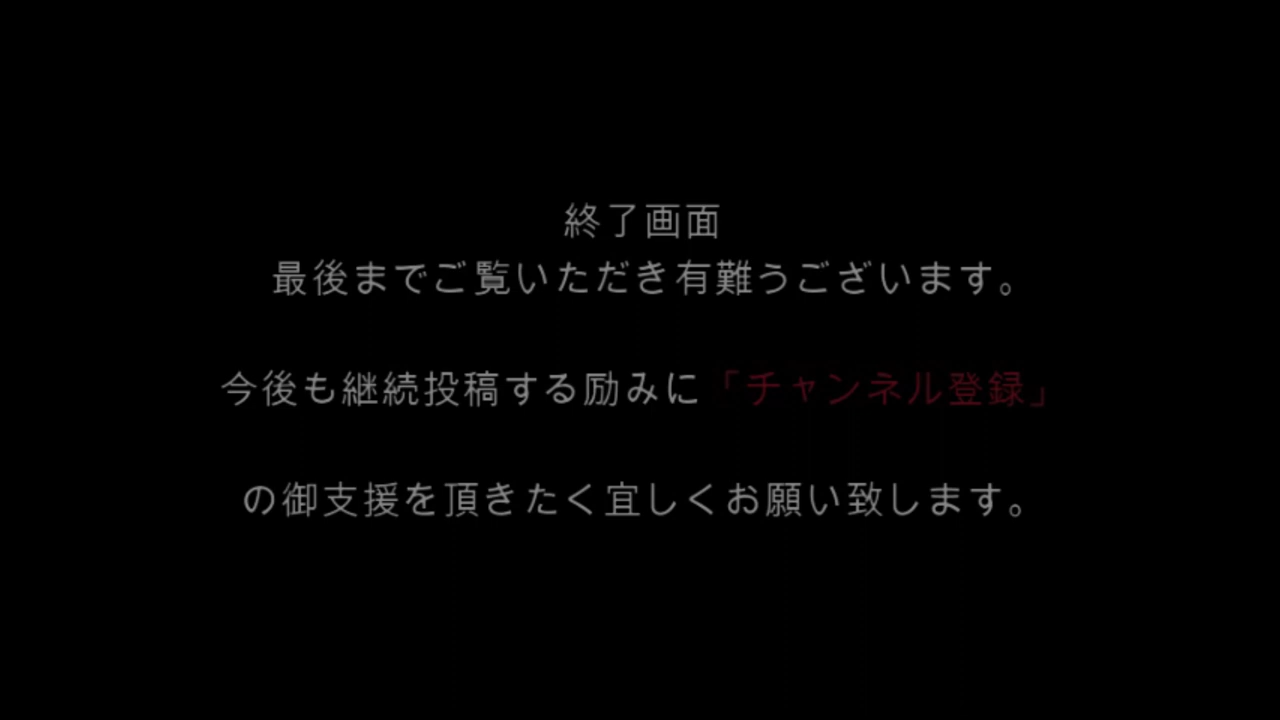 終了画面
最後までご覧いただき有難うございます。
今後も継続投稿する励みに「チャンネル登録」
の御支援を頂きたく宜しくお願い致します。